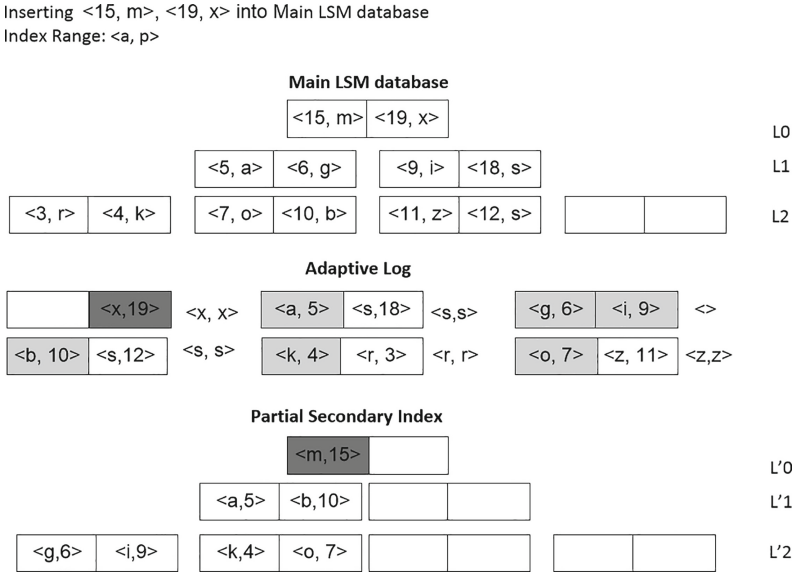 Inserting <15, m>, <19, x> into Main LSM database
Index Range: <a, p>
Main LSM database
<15, m> <19, x>
L0
<5, a> <6, g> <9, i> <18, s> L1
<3, r> <4, k> <7, o> <10, b> <11, z> <12, s> L2
Adaptive Log
<x,19> <x, x> <a, 5> <s,18> <s,s> <g, 6> <i, 9> <>
<b, 10> <s,12> <s, s> <k, 4> <r, 3> <r, r> <o, 7> <z, 11> <z,z>
Partial Secondary Index
<m,15>
L'0
<a,5> <b,10> L'1
<g,6> <i,9> <k,4> <o, 7> L'2